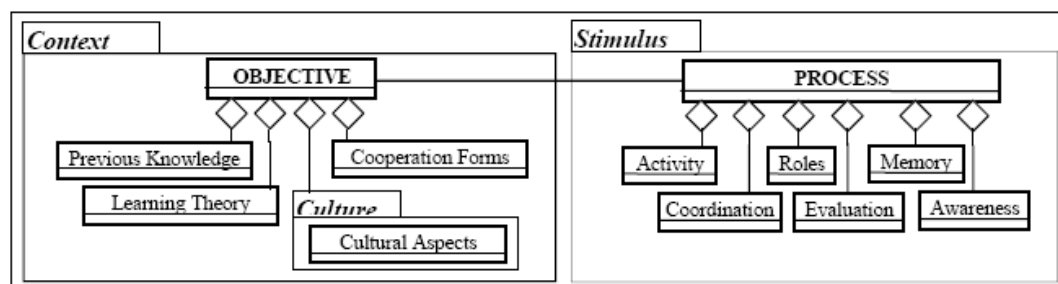 Context
Stimulus
OBJECTIVE
PROCESS
Previous Knowledge
Cooperation Forms
Learning Theory
Culture
Cultural Aspects
Activity
Roles
Memory
Coordination
Evaluation
Awareness